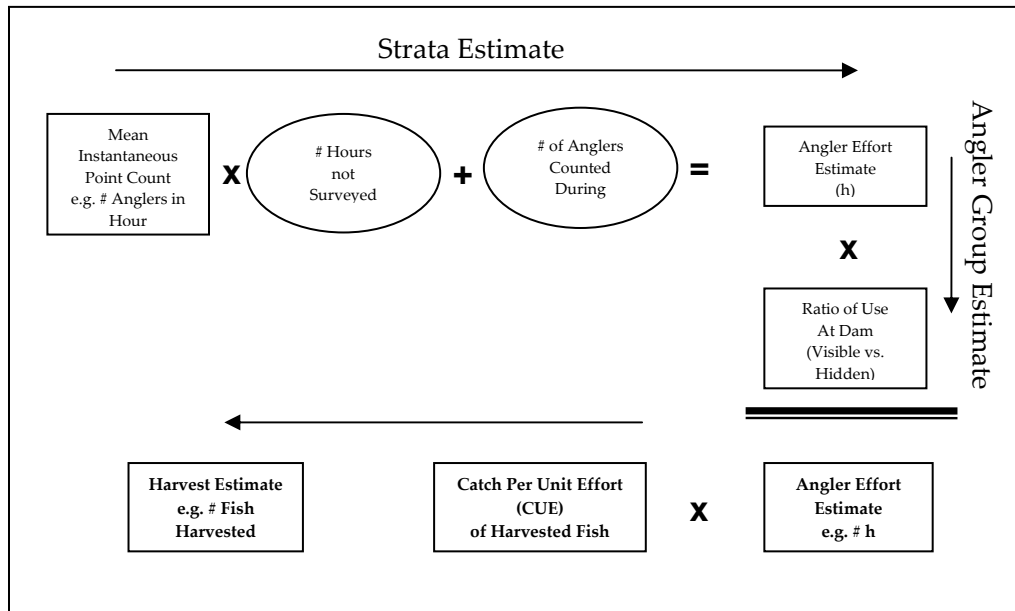 Strata Estimate
Mean
Instantaneous
Point Count
e.g. # Anglers in
Hour
X
# Hours
not
Surveyed
+
# of Anglers
Counted
During
=
Angler Effort
Estimate
(h)
Angler Group Estimate
X
Ratio of Use
At Dam
(Visible vs.
Hidden)
Harvest Estimate
e.g. # Fish
Harvested
Catch Per Unit Effort
(CUE)
of Harvested Fish
X
Angler Effort
Estimate
e.g. # h